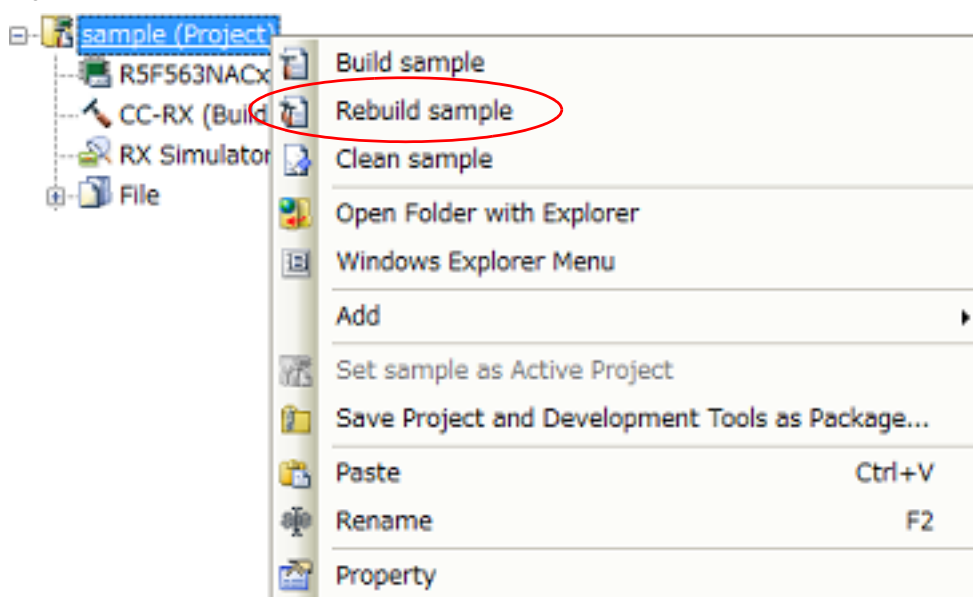 sample (Project)
R5F563NACx
CC-RX (Build
RX Simulator
File
Build sample
Rebuild sample
Clean sample
Open Folder with Explorer
Windows Explorer Menu
Add
Set sample as Active Project
Save Project and Development Tools as Package...
Paste Ctrl+V
Rename F2
Property